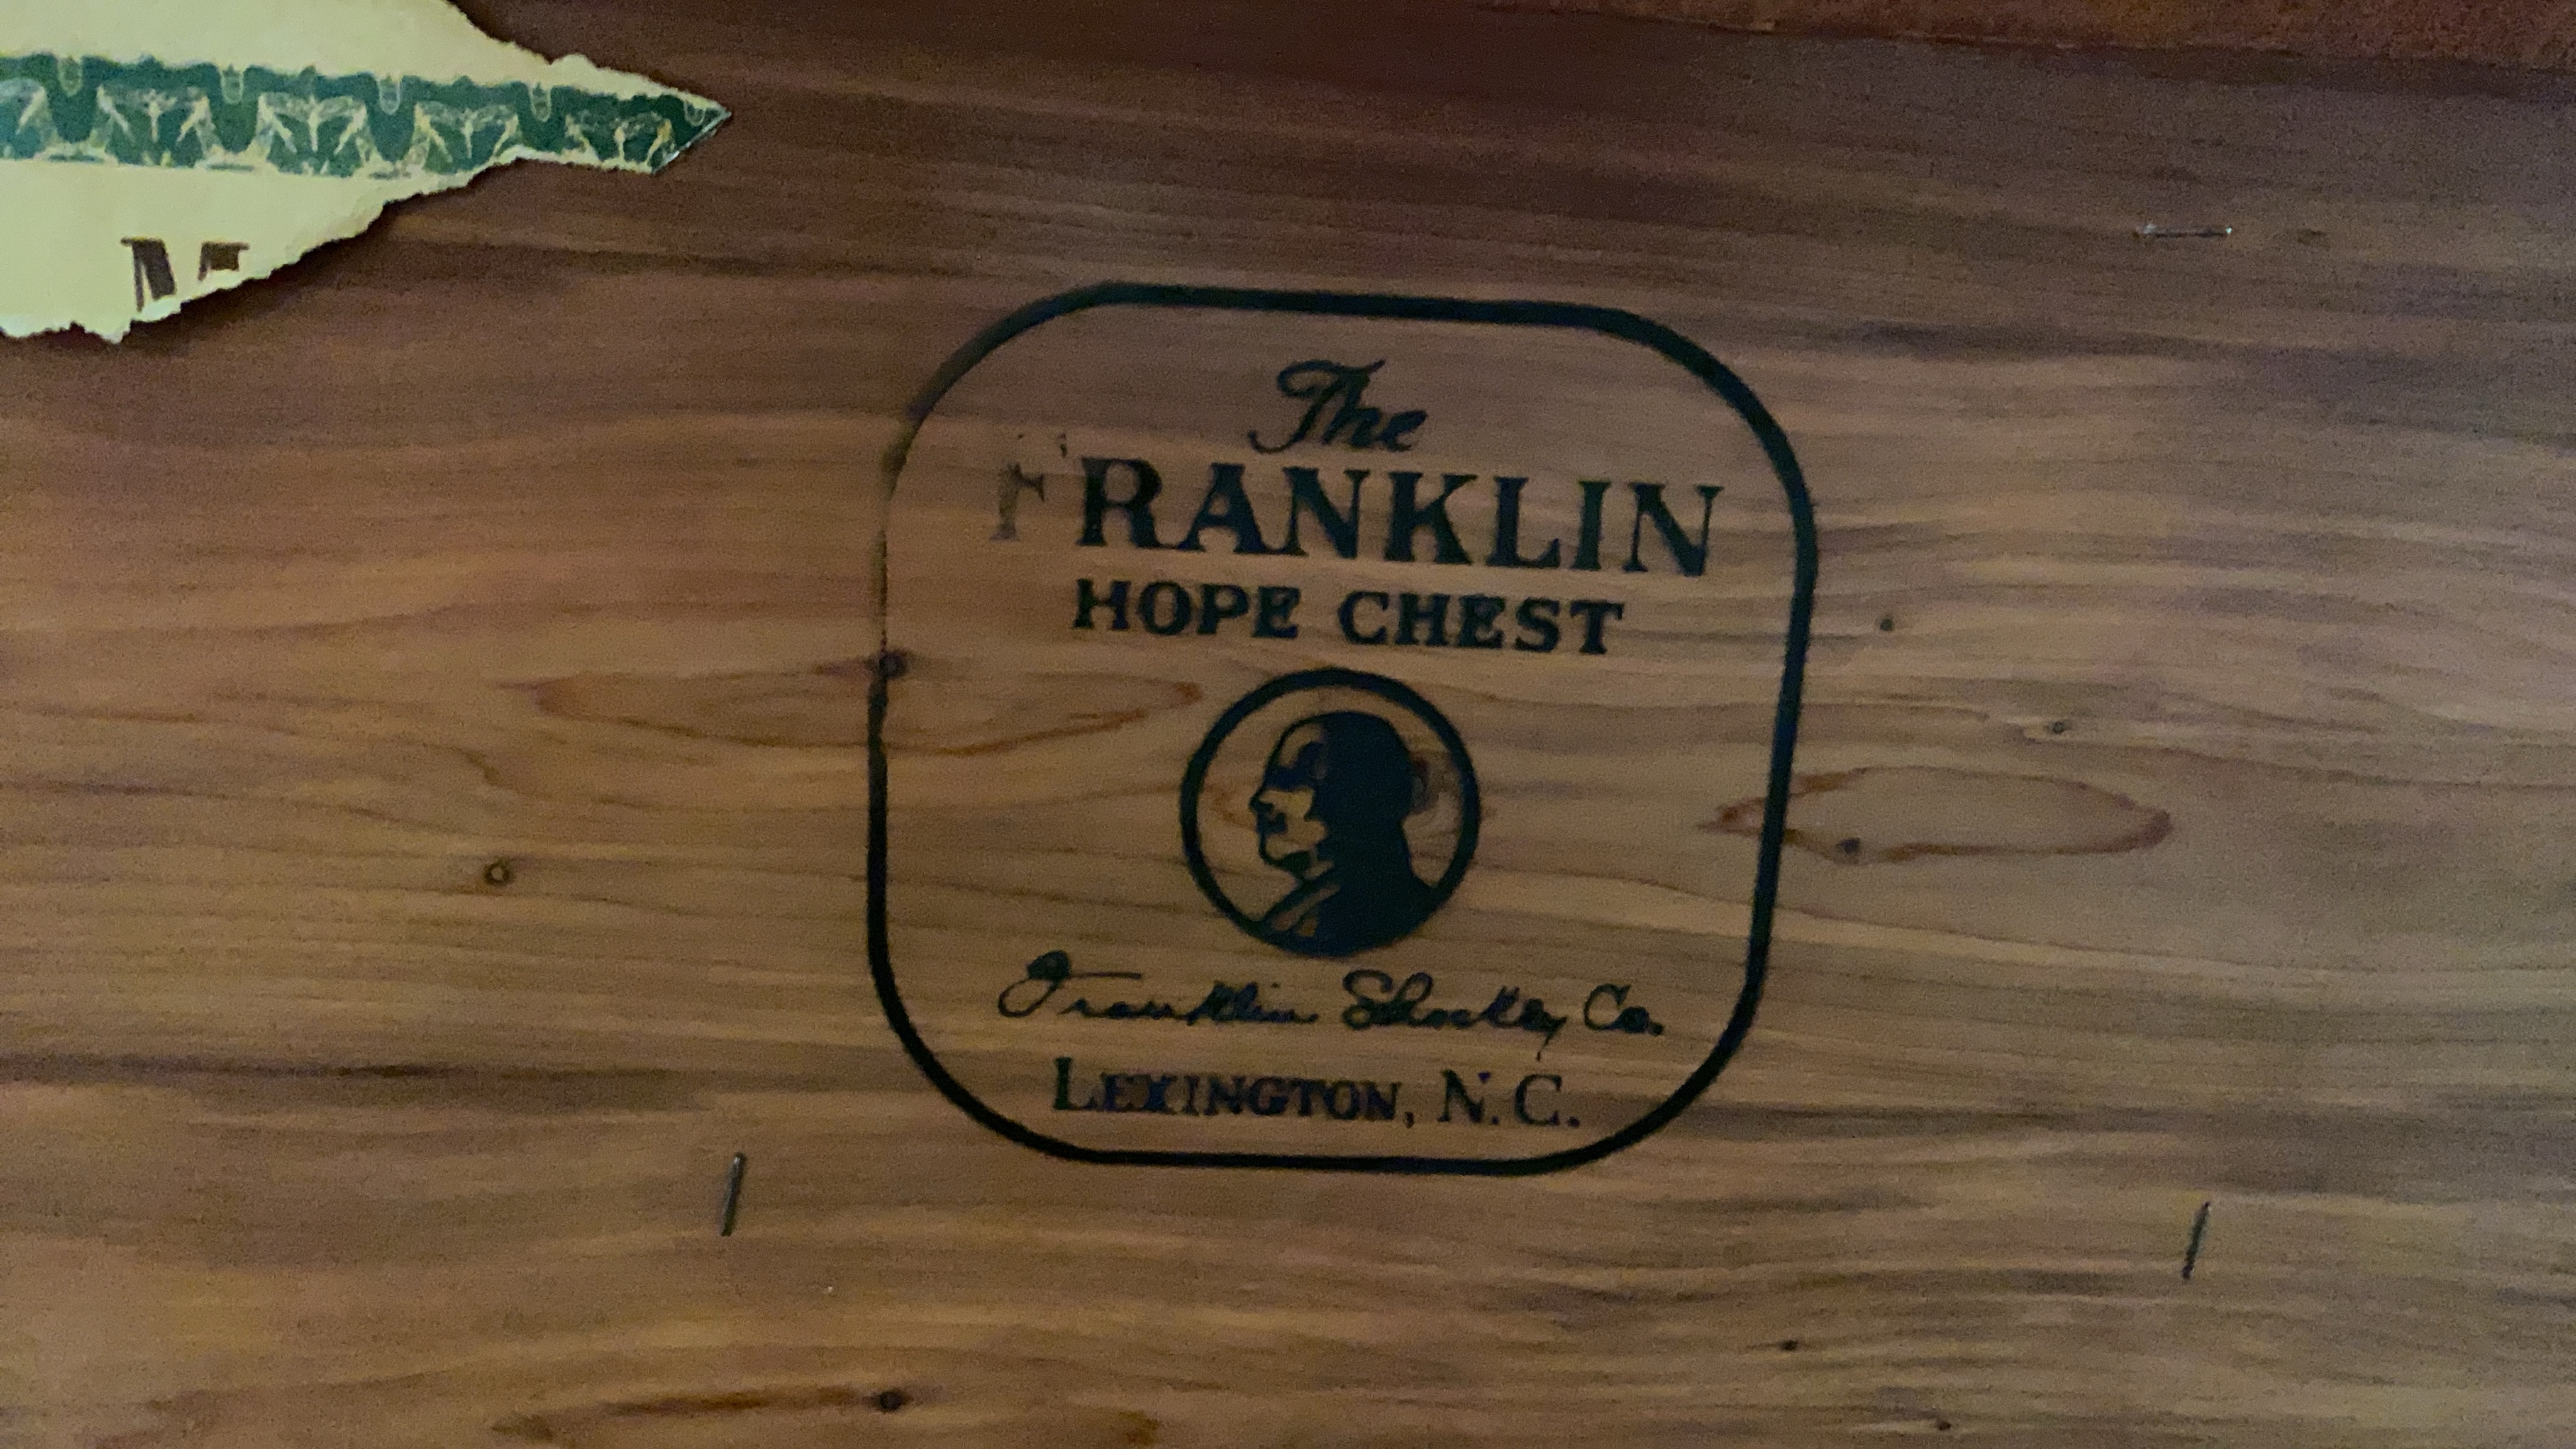 M
The
FRANKLIN
HOPE CHEST
Franklin Shockey Co.
LEXINGTON, N.C.